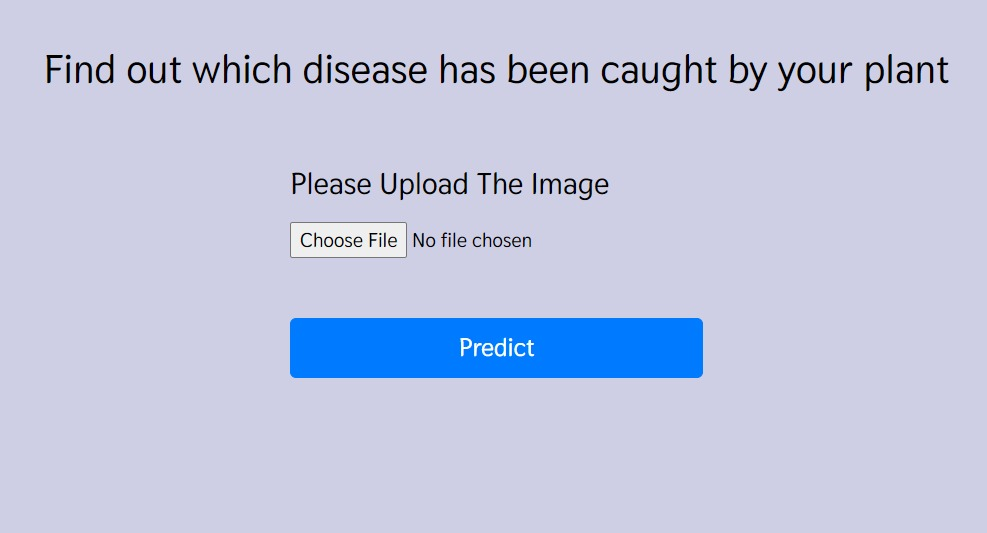 Find out which disease has been caught by your plant
Please Upload The Image
Choose File No file chosen
Predict